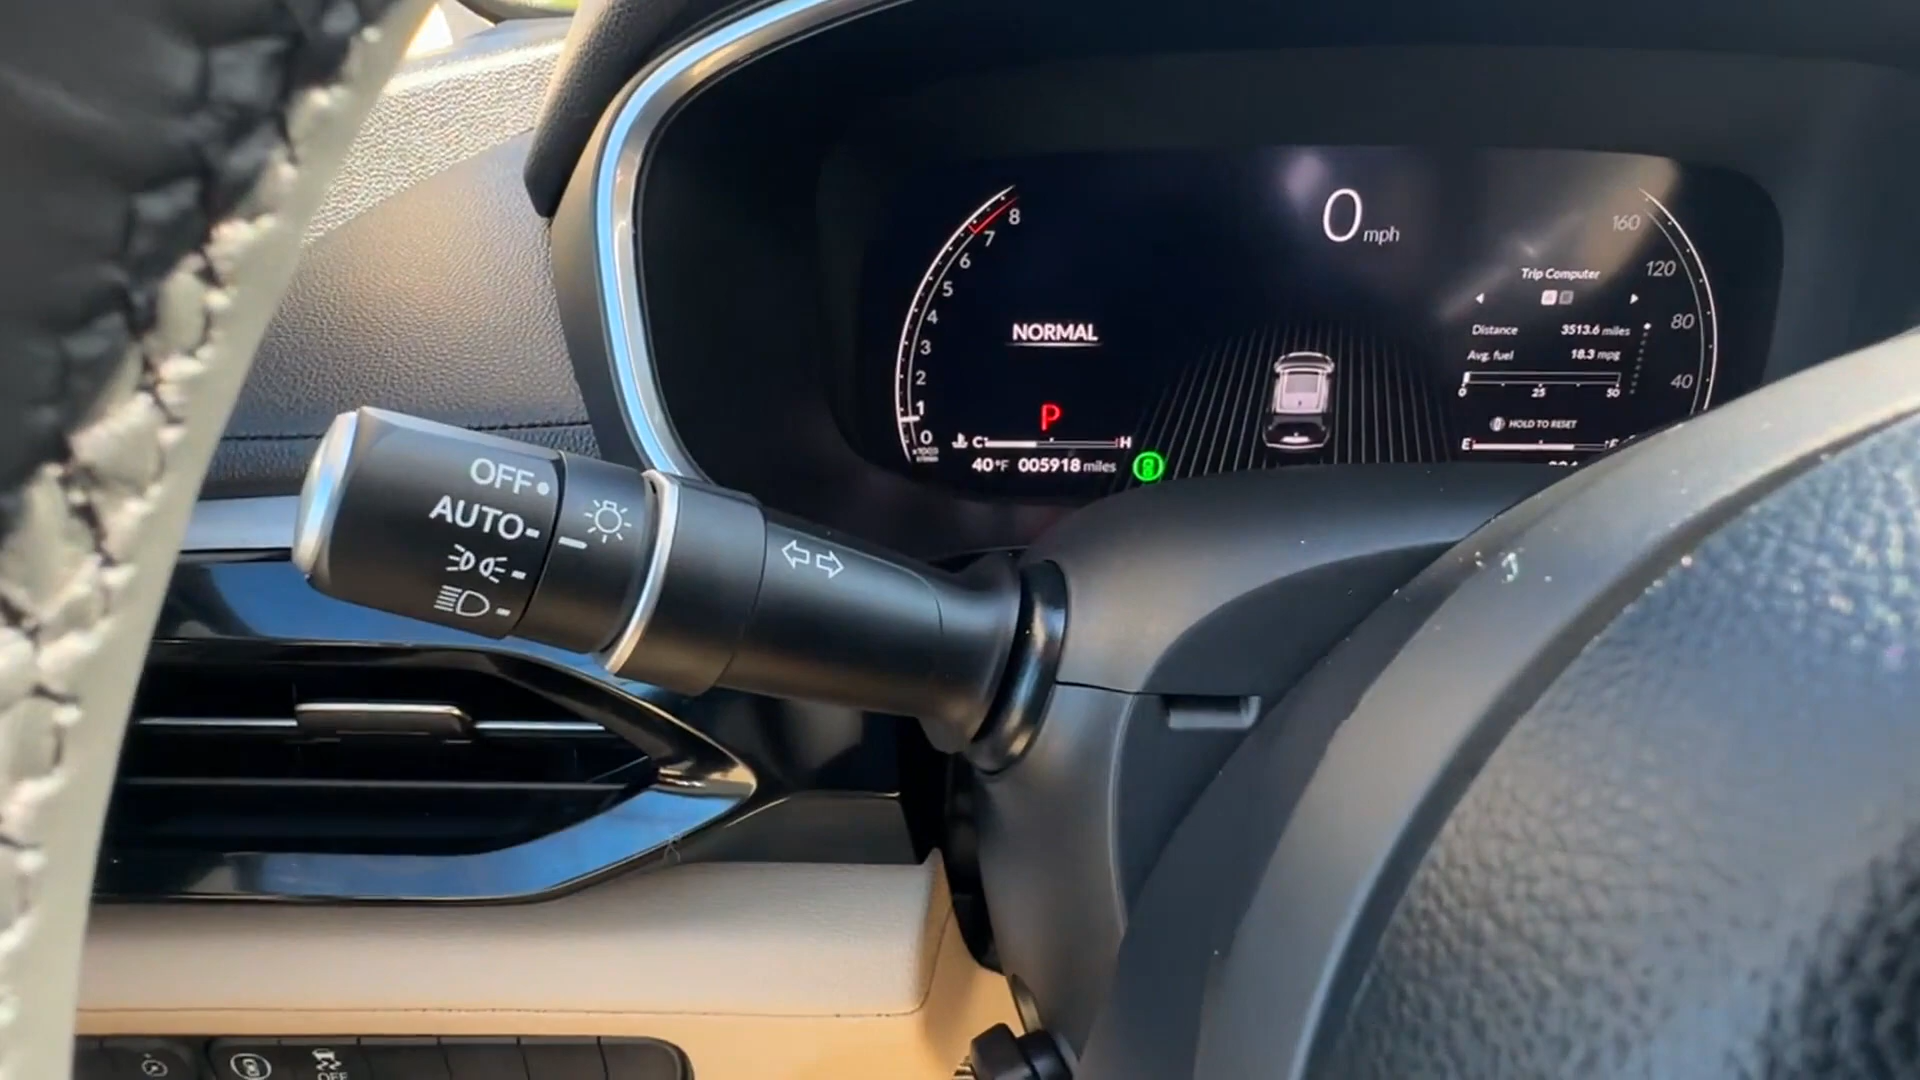 0 mph
8
7
6
5
4
3
2
1
0
x1000
NORMAL
P
C H
40°F 005918 miles
160
120
80
40
Trip Computer
Distance 3513.6 miles
Avg. fuel 18.3 mpg
0 25 50
HOLD TO RESET
E F
OFF
AUTO
OFF